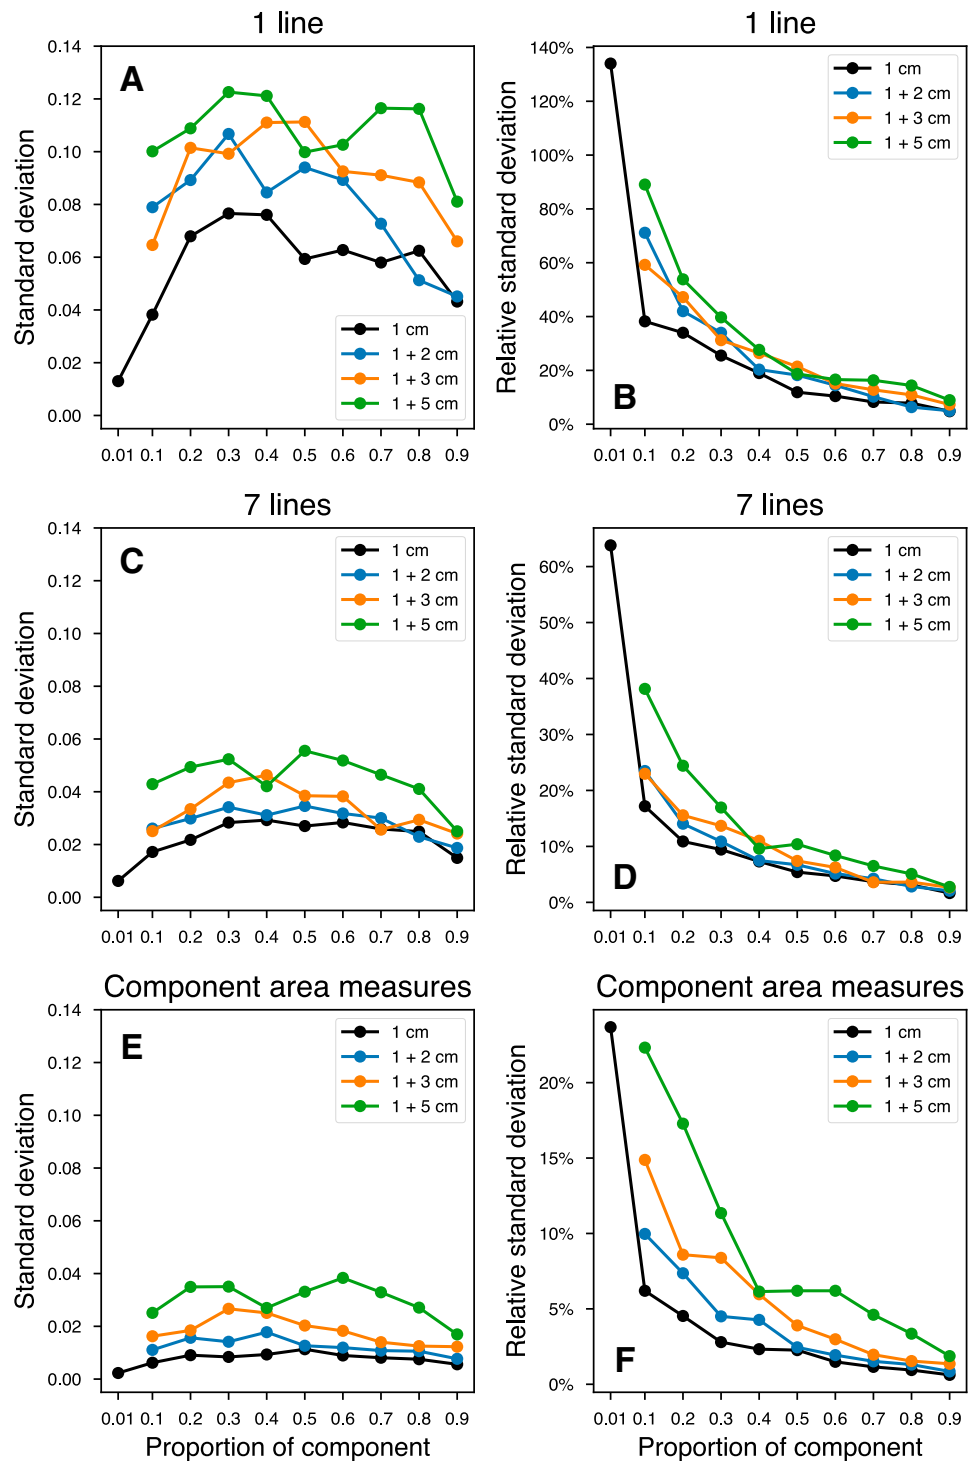 1 line
Standard deviation
0.14
0.12
0.10
0.08
0.06
0.04
0.02
0.00
A
1 cm
1 + 2 cm
1 + 3 cm
1 + 5 cm
0.01 0.1 0.2 0.3 0.4 0.5 0.6 0.7 0.8 0.9
1 line
Relative standard deviation
140%
120%
100%
80%
60%
40%
20%
0%
1 cm
1 + 2 cm
1 + 3 cm
1 + 5 cm
B
0.01 0.1 0.2 0.3 0.4 0.5 0.6 0.7 0.8 0.9
7 lines
Standard deviation
0.14
0.12
0.10
0.08
0.06
0.04
0.02
0.00
C
1 cm
1 + 2 cm
1 + 3 cm
1 + 5 cm
0.01 0.1 0.2 0.3 0.4 0.5 0.6 0.7 0.8 0.9
7 lines
Relative standard deviation
60%
50%
40%
30%
20%
10%
0%
1 cm
1 + 2 cm
1 + 3 cm
1 + 5 cm
D
0.01 0.1 0.2 0.3 0.4 0.5 0.6 0.7 0.8 0.9
Component area measures
Standard deviation
0.14
0.12
0.10
0.08
0.06
0.04
0.02
0.00
E
1 cm
1 + 2 cm
1 + 3 cm
1 + 5 cm
0.01 0.1 0.2 0.3 0.4 0.5 0.6 0.7 0.8 0.9
Proportion of component
Component area measures
Relative standard deviation
20%
15%
10%
5%
0%
1 cm
1 + 2 cm
1 + 3 cm
1 + 5 cm
F
0.01 0.1 0.2 0.3 0.4 0.5 0.6 0.7 0.8 0.9
Proportion of component